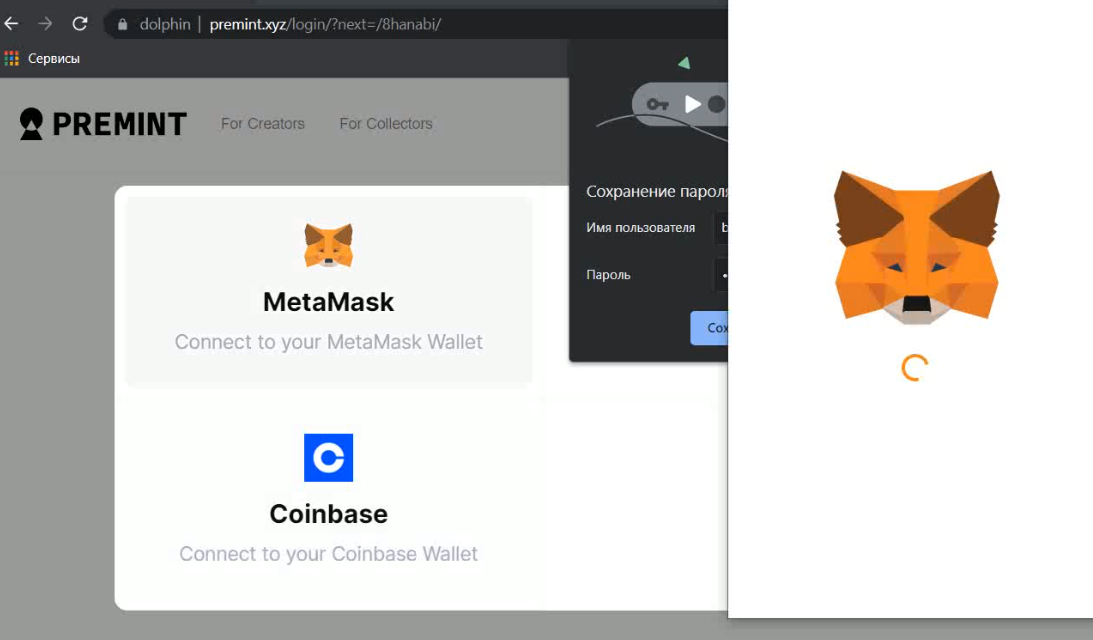 dolphin | premint.xyz/login/?next=/8hanabi/
Сервисы
PREMINT
For Creators
For Collectors
Сохранение пароля
Имя пользователя
Пароль
MetaMask
Connect to your MetaMask Wallet
Coinbase
Connect to your Coinbase Wallet